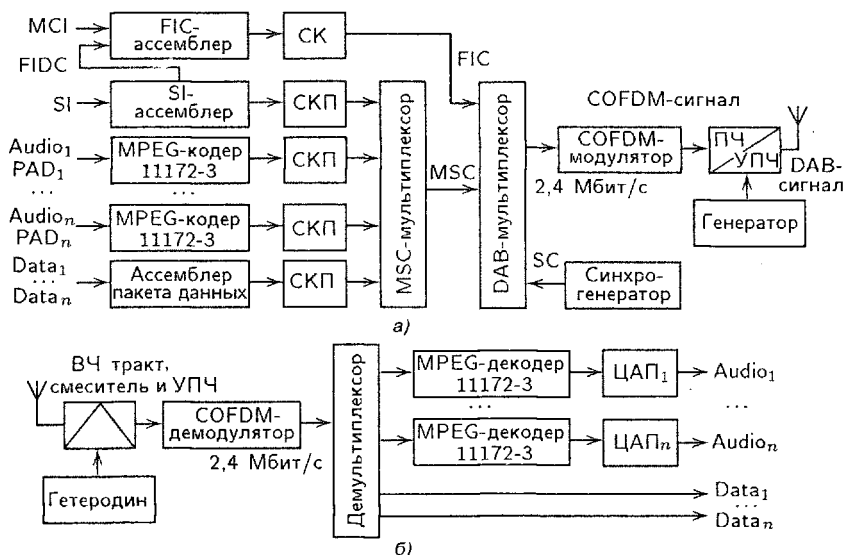 MCI
FIDC
SI
Audio₁
PAD₁
...
Audioₙ
PADₙ
Data₁
...
Dataₙ
FIC-
ассемблер
SI-
ассемблер
MPEG-кодер
11172-3
...
MPEG-кодер
11172-3
Ассемблер
пакета данных
СК
СКП
СКП
СКП
СКП
MSC-мультиплексор
FIC
MSC
DAB-мультиплексор
SC
COFDM-сигнал
COFDM-
модулятор
2,4 Мбит/с
ПЧ
УПЧ
DAB-
сигнал
Генератор
Синхро-
генератор
а)
ВЧ тракт,
смеситель и УПЧ
Гетеродин
COFDM-
демодулятор
2,4 Мбит/с
Демультиплексор
MPEG-декодер
11172-3
...
MPEG-декодер
11172-3
ЦАП₁
ЦАПₙ
Audio₁
...
Audioₙ
Data₁
...
Dataₙ
б)